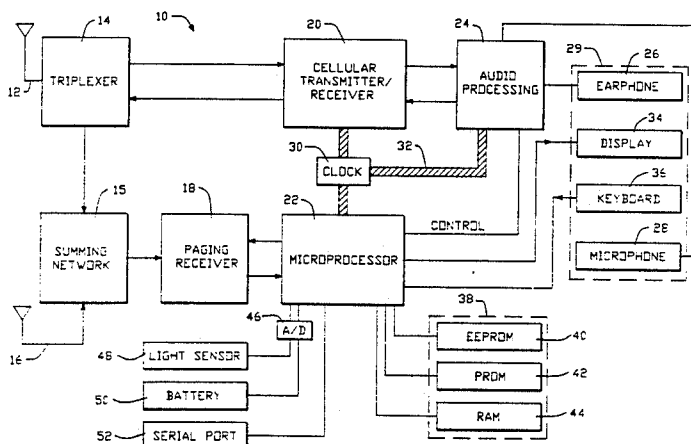 14
10
20
24
29
26
TRIPLEXER
CELLULAR
TRANSMITTER/
RECEIVER
AUDIO
PROCESSING
EARPHONE
12
34
DISPLAY
30
32
CLOCK
36
KEYBOARD
15
18
22
CONTROL
28
SUMMING
NETWORK
PAGING
RECEIVER
MICROPROCESSOR
MICROPHONE
16
46
A/D
38
48
LIGHT SENSOR
EEPROM
40
50
BATTERY
PROM
42
52
SERIAL PORT
RAM
44